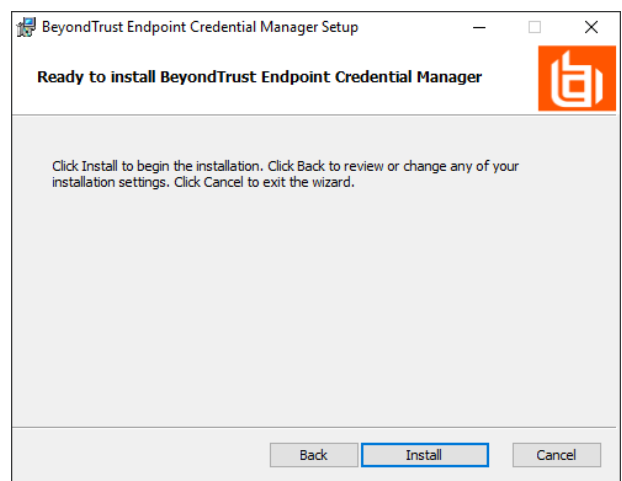 BeyondTrust Endpoint Credential Manager Setup
Ready to install BeyondTrust Endpoint Credential Manager
Click Install to begin the installation. Click Back to review or change any of your
installation settings. Click Cancel to exit the wizard.
Back Install Cancel